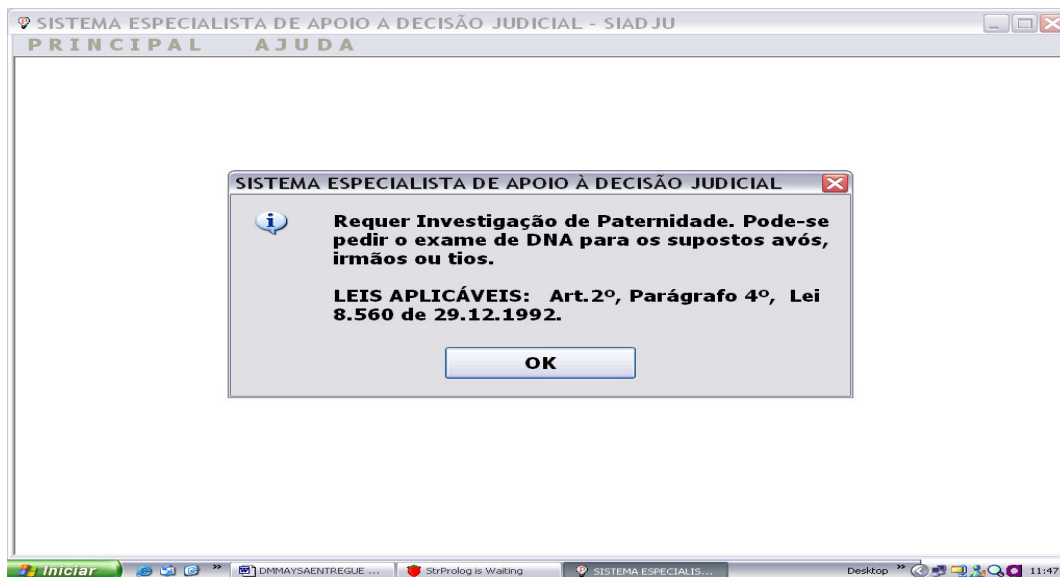 SISTEMA ESPECIALISTA DE APOIO A DECISÃO JUDICIAL - SIADJU
PRINCIPAL AJUDA
SISTEMA ESPECIALISTA DE APOIO À DECISÃO JUDICIAL
Requer Investigação de Paternidade. Pode-se
pedir o exame de DNA para os supostos avós,
irmãos ou tios.
LEIS APLICÁVEIS: Art.2º, Parágrafo 4º, Lei
8.560 de 29.12.1992.
OK
Iniciar » DMMAYSAENTREGUE ... StrProlog is Waiting SISTEMA ESPECIALIS... Desktop » 11:47